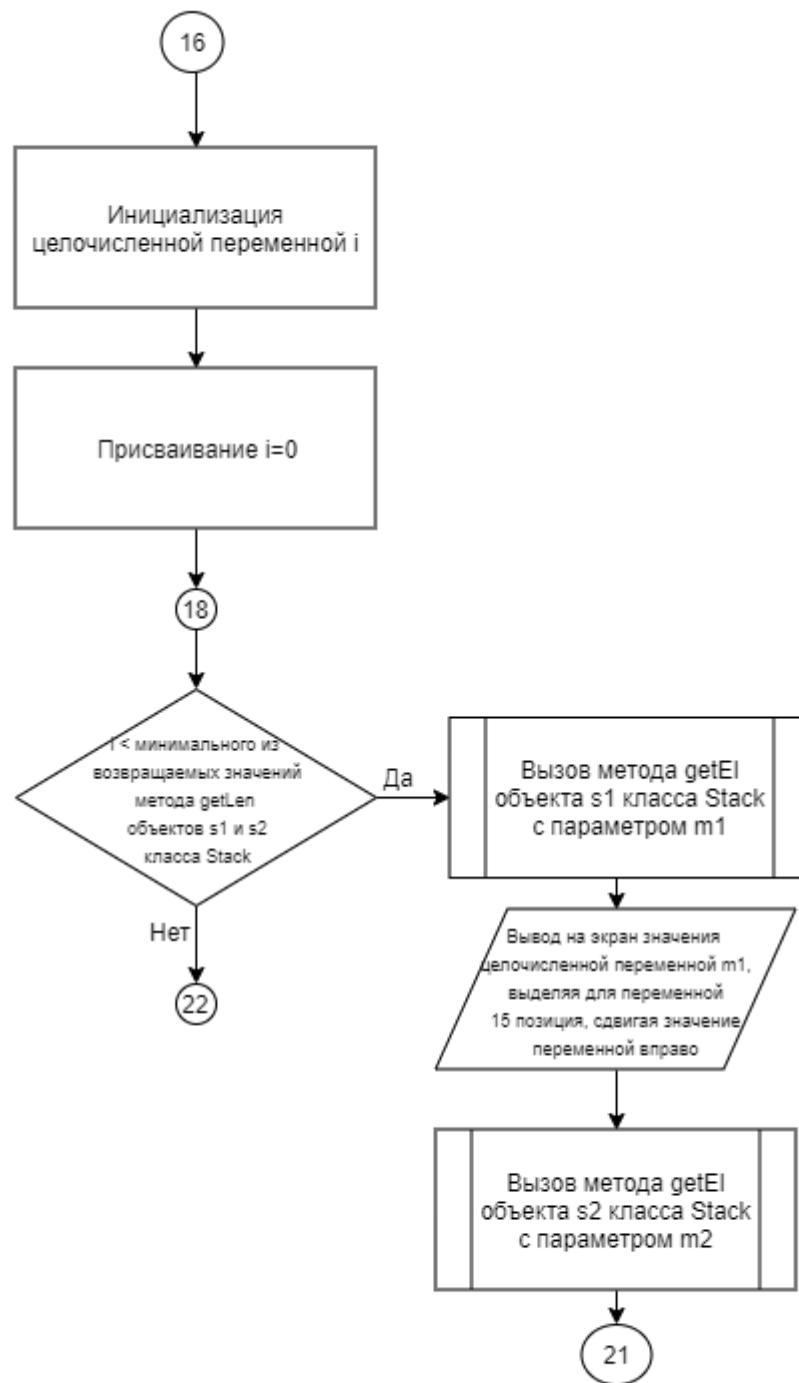 16
Инициализация
целочисленной переменной i
Присваивание i=0
18
i < минимального из
возвращаемых значений
метода getLen
объектов s1 и s2
класса Stack
Да
Нет
22
Вызов метода getEl
объекта s1 класса Stack
с параметром m1
Вывод на экран значения
целочисленной переменной m1,
выделяя для переменной
15 позиция, сдвигая значение
переменной вправо
Вызов метода getEl
объекта s2 класса Stack
с параметром m2
21